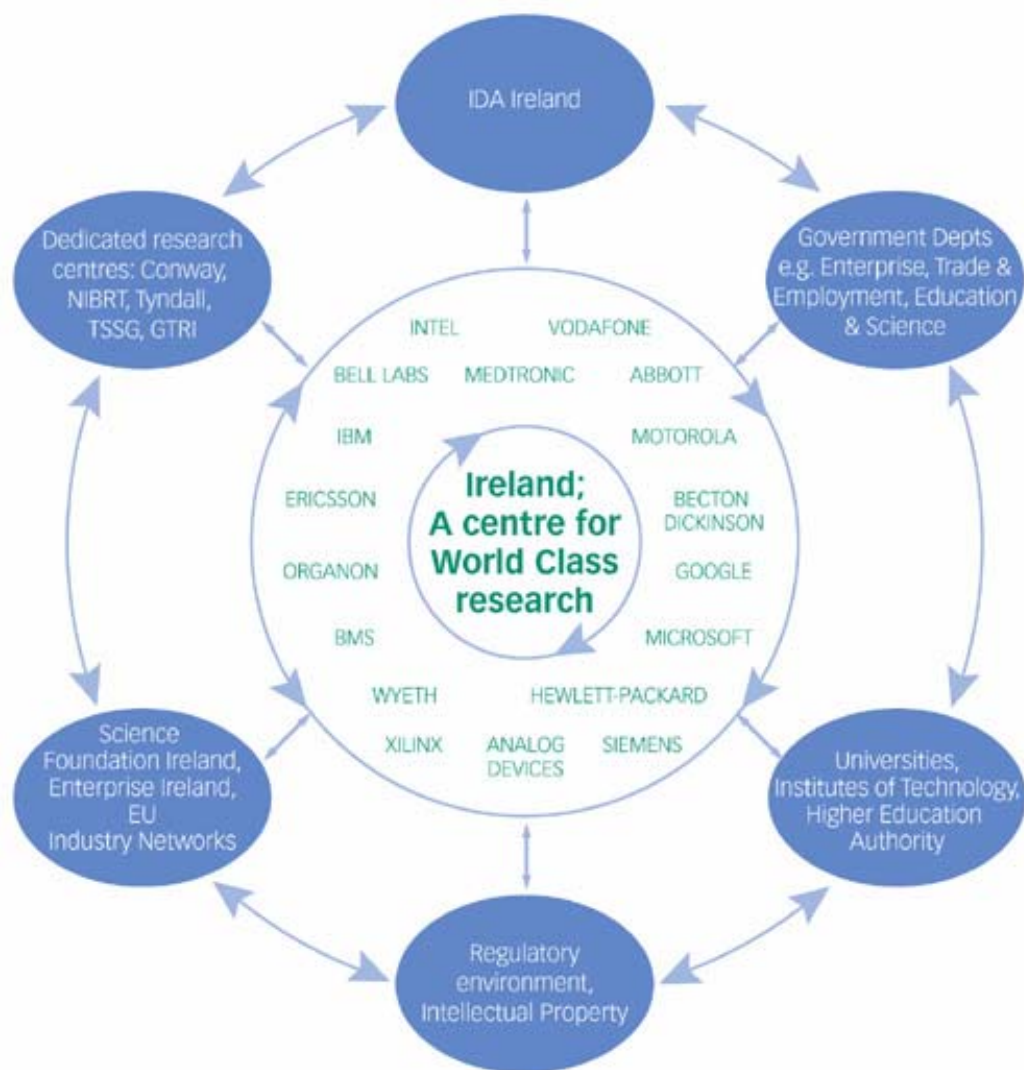 IDA Ireland
Dedicated research
centres: Conway,
NIBRT, Tyndall,
TSSG, GTRI
Government Depts
e.g. Enterprise, Trade &
Employment, Education
& Science
INTEL
VODAFONE
BELL LABS
MEDTRONIC
ABBOTT
IBM
MOTOROLA
ERICSSON
BECTON
DICKINSON
Ireland;
A centre for
World Class
research
ORGANON
GOOGLE
BMS
MICROSOFT
WYETH
HEWLETT-PACKARD
XILINX
ANALOG
DEVICES
SIEMENS
Science
Foundation Ireland,
Enterprise Ireland,
EU
Industry Networks
Universities,
Institutes of Technology,
Higher Education
Authority
Regulatory
environment,
Intellectual Property